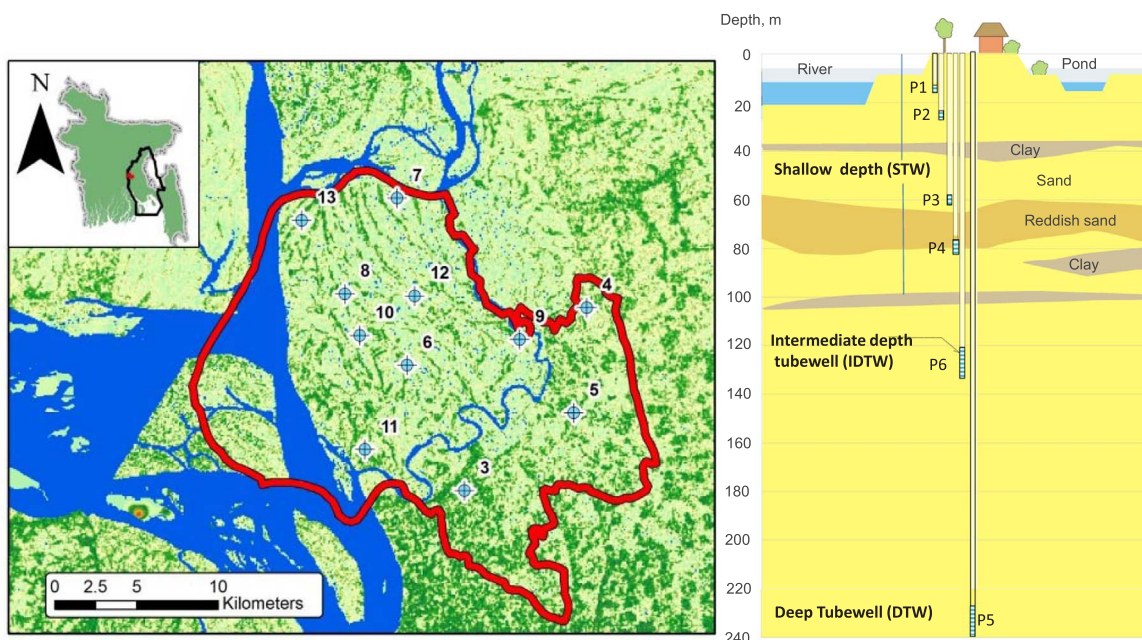 N
13
7
8
12
4
10
9
6
5
11
3
0 2.5 5 10
Kilometers
Depth, m
0
20
40
60
80
100
120
140
160
180
200
220
240
River
Pond
P1
P2
Clay
Shallow depth (STW)
Sand
P3
Reddish sand
P4
Clay
Intermediate depth
tubewell (IDTW)
P6
Deep Tubewell (DTW)
P5